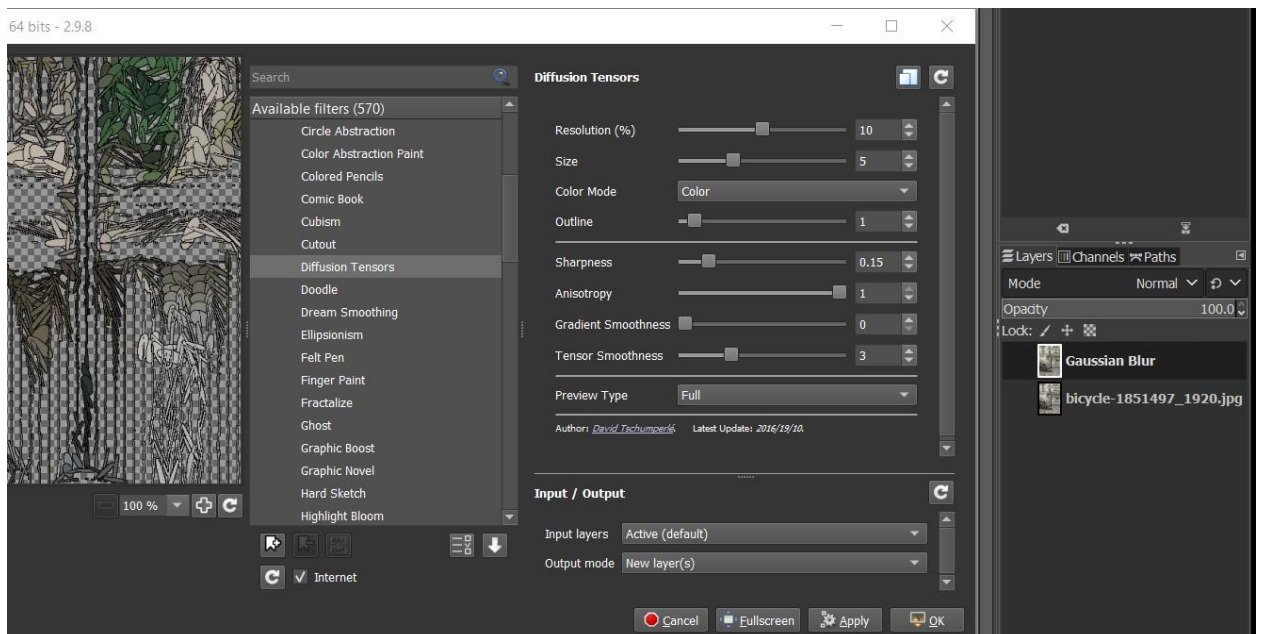 64 bits - 2.9.8
100 %
Search
Available filters (570)
Circle Abstraction
Color Abstraction Paint
Colored Pencils
Comic Book
Cubism
Cutout
Diffusion Tensors
Doodle
Dream Smoothing
Ellipsionism
Felt Pen
Finger Paint
Fractalize
Ghost
Graphic Boost
Graphic Novel
Hard Sketch
Highlight Bloom
Internet
Diffusion Tensors
Resolution (%) 10
Size 5
Color Mode Color
Outline 1
Sharpness 0.15
Anisotropy 1
Gradient Smoothness 0
Tensor Smoothness 3
Preview Type Full
Author: David Tschumperlé. Latest Update: 2016/19/10.
Input / Output
Input layers Active (default)
Output mode New layer(s)
Cancel Fullscreen Apply OK
Layers Channels Paths
Mode Normal
Opacity 100.0
Lock:
Gaussian Blur
bicycle-1851497_1920.jpg